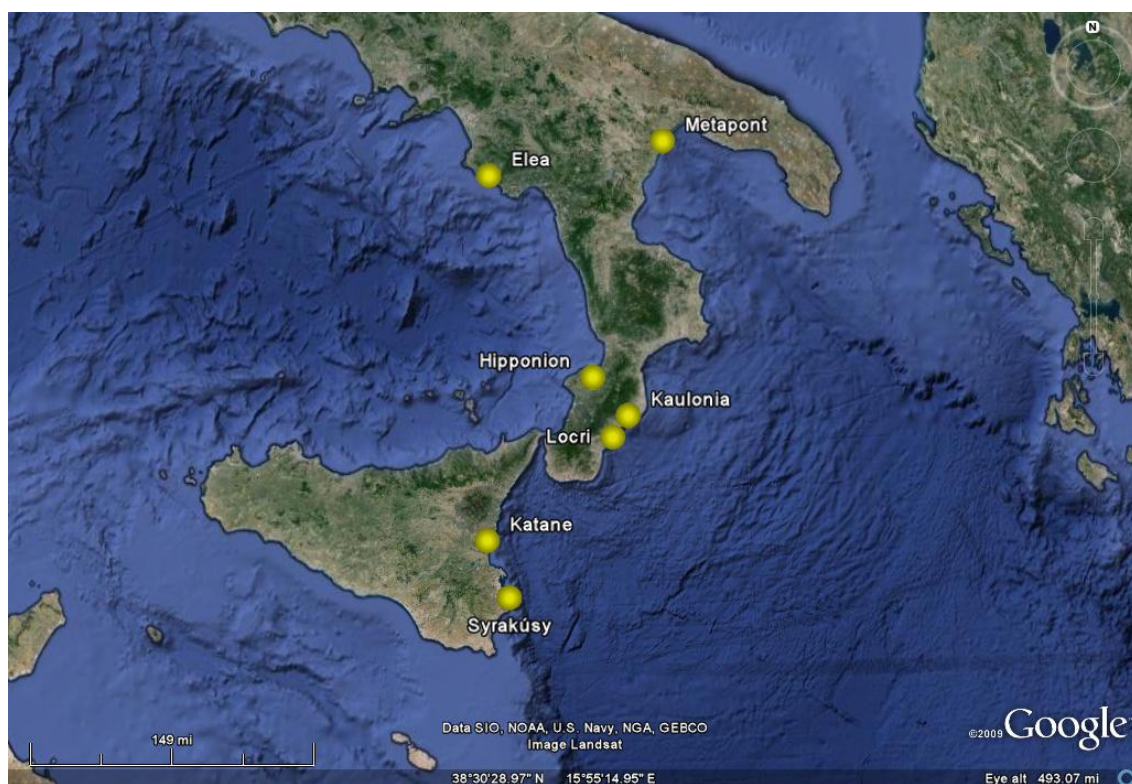 N
Metapont
Elea
Hipponion
Kaulonia
Locri
Katane
Syrakúsy
Data SIO, NOAA, U.S. Navy, NGA, GEBCO
Image Landsat
©2009 Google
149 mi
38°30'28.97" N 15°55'14.95" E
Eye alt 493.07 mi